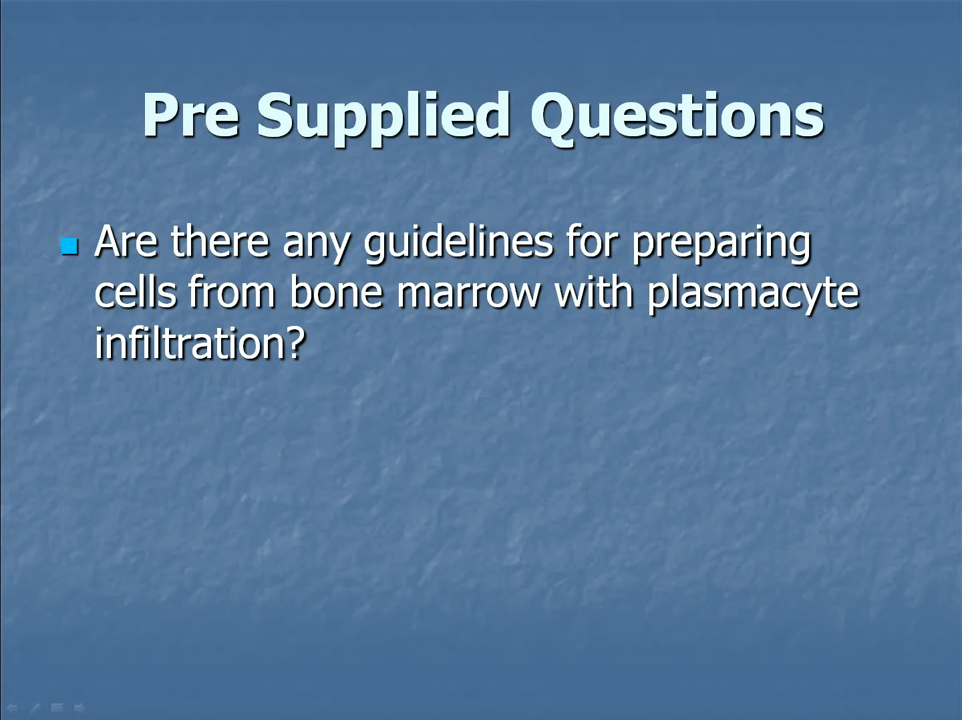 Pre Supplied Questions
Are there any guidelines for preparing
cells from bone marrow with plasmacyte
infiltration?